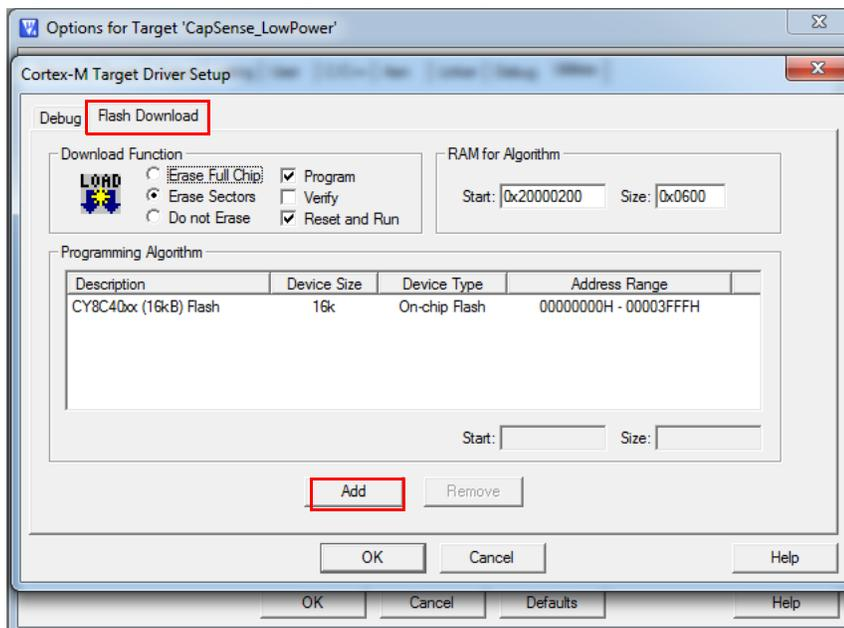 Options for Target 'CapSense_LowPower'
Cortex-M Target Driver Setup
Debug Flash Download
Download Function
RAM for Algorithm
LOAD
Erase Full Chip Program
Erase Sectors Verify
Do not Erase Reset and Run
Start: 0x20000200 Size: 0x0600
Programming Algorithm
Description Device Size Device Type Address Range
CY8C40xx (16kB) Flash 16k On-chip Flash 00000000H - 00003FFFH
Start: Size:
Add Remove
OK Cancel Help
OK Cancel Defaults Help